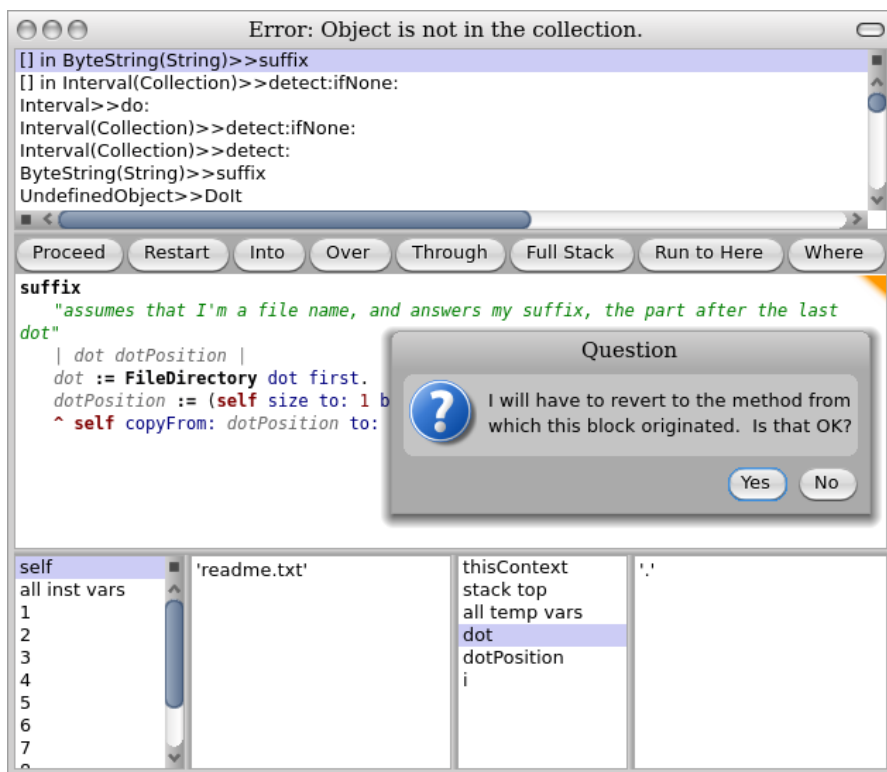 Error: Object is not in the collection.
[] in ByteString(String)>>suffix
[] in Interval(Collection)>>detect:ifNone:
Interval>>do:
Interval(Collection)>>detect:ifNone:
Interval(Collection)>>detect:
ByteString(String)>>suffix
UndefinedObject>>DoIt
Proceed Restart Into Over Through Full Stack Run to Here Where
suffix
"assumes that I'm a file name, and answers my suffix, the part after the last
dot"
| dot dotPosition |
dot := FileDirectory dot first.
dotPosition := (self size to: 1 b
^ self copyFrom: dotPosition to:
Question
I will have to revert to the method from
which this block originated.  Is that OK?
Yes No
self
all inst vars
1
2
3
4
5
6
7
'readme.txt'
thisContext
stack top
all temp vars
dot
dotPosition
i
'.'